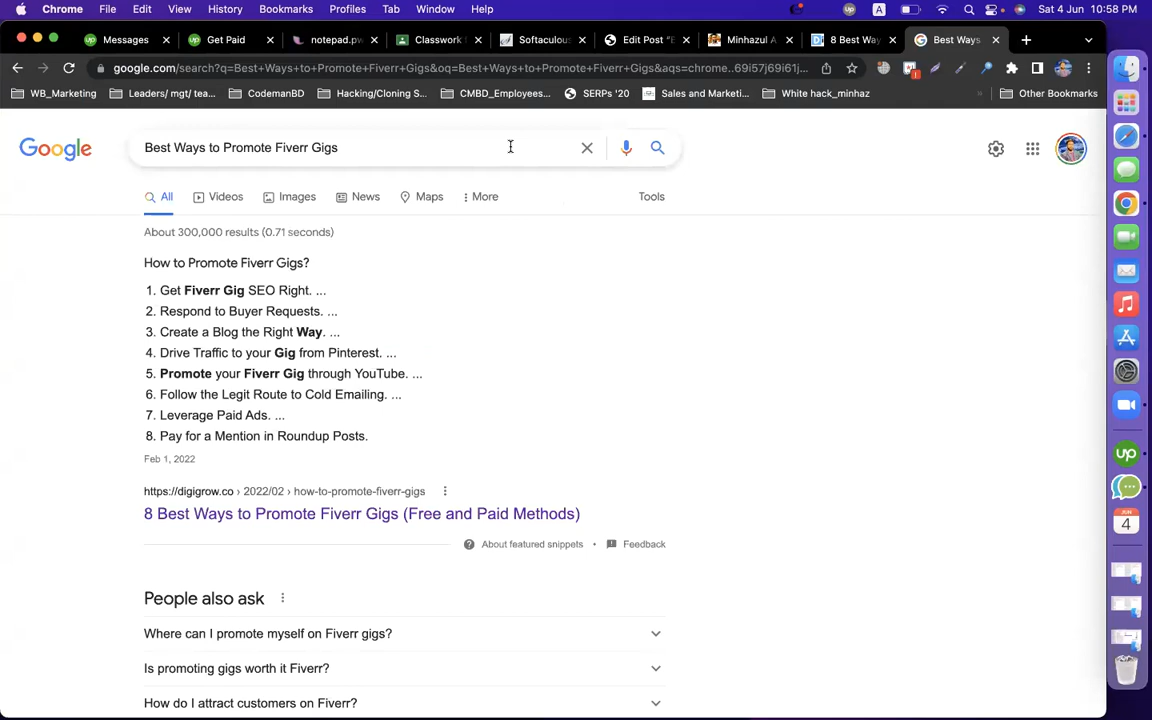 Chrome File Edit View History Bookmarks Profiles Tab Window Help
up A Sat 4 Jun 10:58 PM
up Messages
up Get Paid
notepad.pw
Classwork
Softaculous
Edit Post "E
Minhazul A
8 Best Way
Best Ways
google.com/search?q=Best+Ways+to+Promote+Fiverr+Gigs&oq=Best+Ways+to+Promote+Fiverr+Gigs&aqs=chrome..69i57j69i61j...
WB_Marketing
Leaders/ mgt/ tea...
CodemanBD
Hacking/Cloning S...
CMBD_Employees...
SERPs '20
Sales and Marketi...
White hack_minhaz
Other Bookmarks
Google
Best Ways to Promote Fiverr Gigs
All Videos Images News Maps More Tools
About 300,000 results (0.71 seconds)
How to Promote Fiverr Gigs?
1. Get Fiverr Gig SEO Right. ...
2. Respond to Buyer Requests. ...
3. Create a Blog the Right Way. ...
4. Drive Traffic to your Gig from Pinterest. ...
5. Promote your Fiverr Gig through YouTube. ...
6. Follow the Legit Route to Cold Emailing. ...
7. Leverage Paid Ads. ...
8. Pay for a Mention in Roundup Posts.
Feb 1, 2022
https://digigrow.co › 2022/02 › how-to-promote-fiverr-gigs
8 Best Ways to Promote Fiverr Gigs (Free and Paid Methods)
About featured snippets • Feedback
People also ask
Where can I promote myself on Fiverr gigs?
Is promoting gigs worth it Fiverr?
How do I attract customers on Fiverr?
up
JUN
4